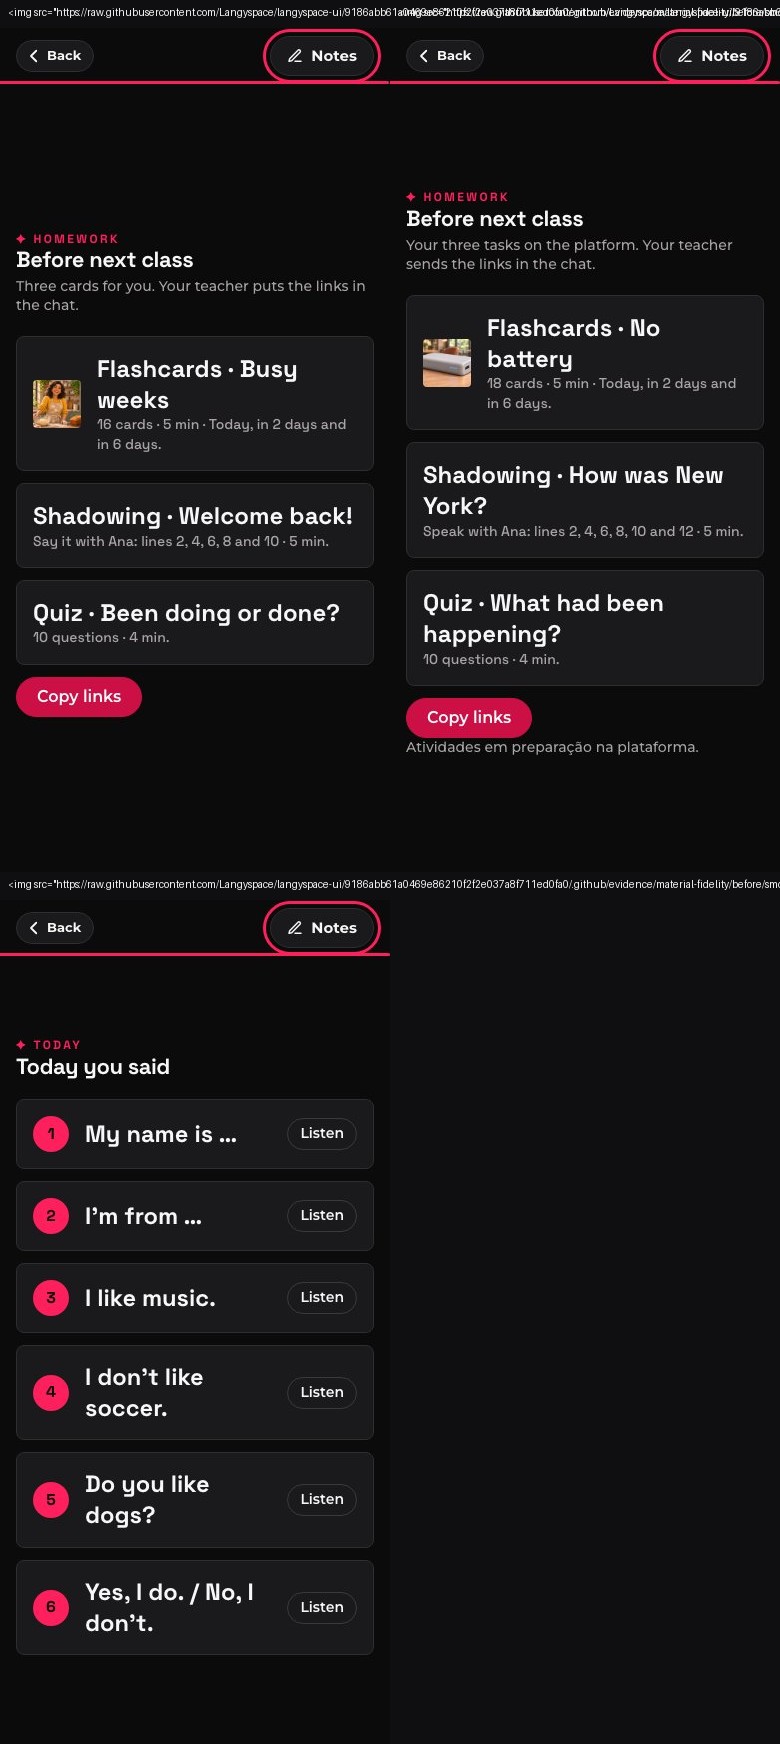 Back
Notes
HOMEWORK
Before next class
Three cards for you. Your teacher puts the links in
the chat.
Flashcards · Busy
weeks
16 cards · 5 min · Today, in 2 days and
in 6 days.
Shadowing · Welcome back!
Say it with Ana: lines 2, 4, 6, 8 and 10 · 5 min.
Quiz · Been doing or done?
10 questions · 4 min.
Copy links
Back
Notes
HOMEWORK
Before next class
Your three tasks on the platform. Your teacher
sends the links in the chat.
Flashcards · No
battery
18 cards · 5 min · Today, in 2 days and
in 6 days.
Shadowing · How was New
York?
Speak with Ana: lines 2, 4, 6, 8, 10 and 12 · 5 min.
Quiz · What had been
happening?
10 questions · 4 min.
Copy links
Atividades em preparação na plataforma.
<img src="https://raw.githubusercontent.com/Langyspace/langyspace-ui/9186abb61a0469e86210f2f2e037a8f711ed0fa0/.github/evidence/material-fidelity/before/smo
Back
Notes
TODAY
Today you said
1 My name is ... Listen
2 I'm from ... Listen
3 I like music. Listen
4 I don't like
soccer. Listen
5 Do you like
dogs? Listen
6 Yes, I do. / No, I
don't. Listen